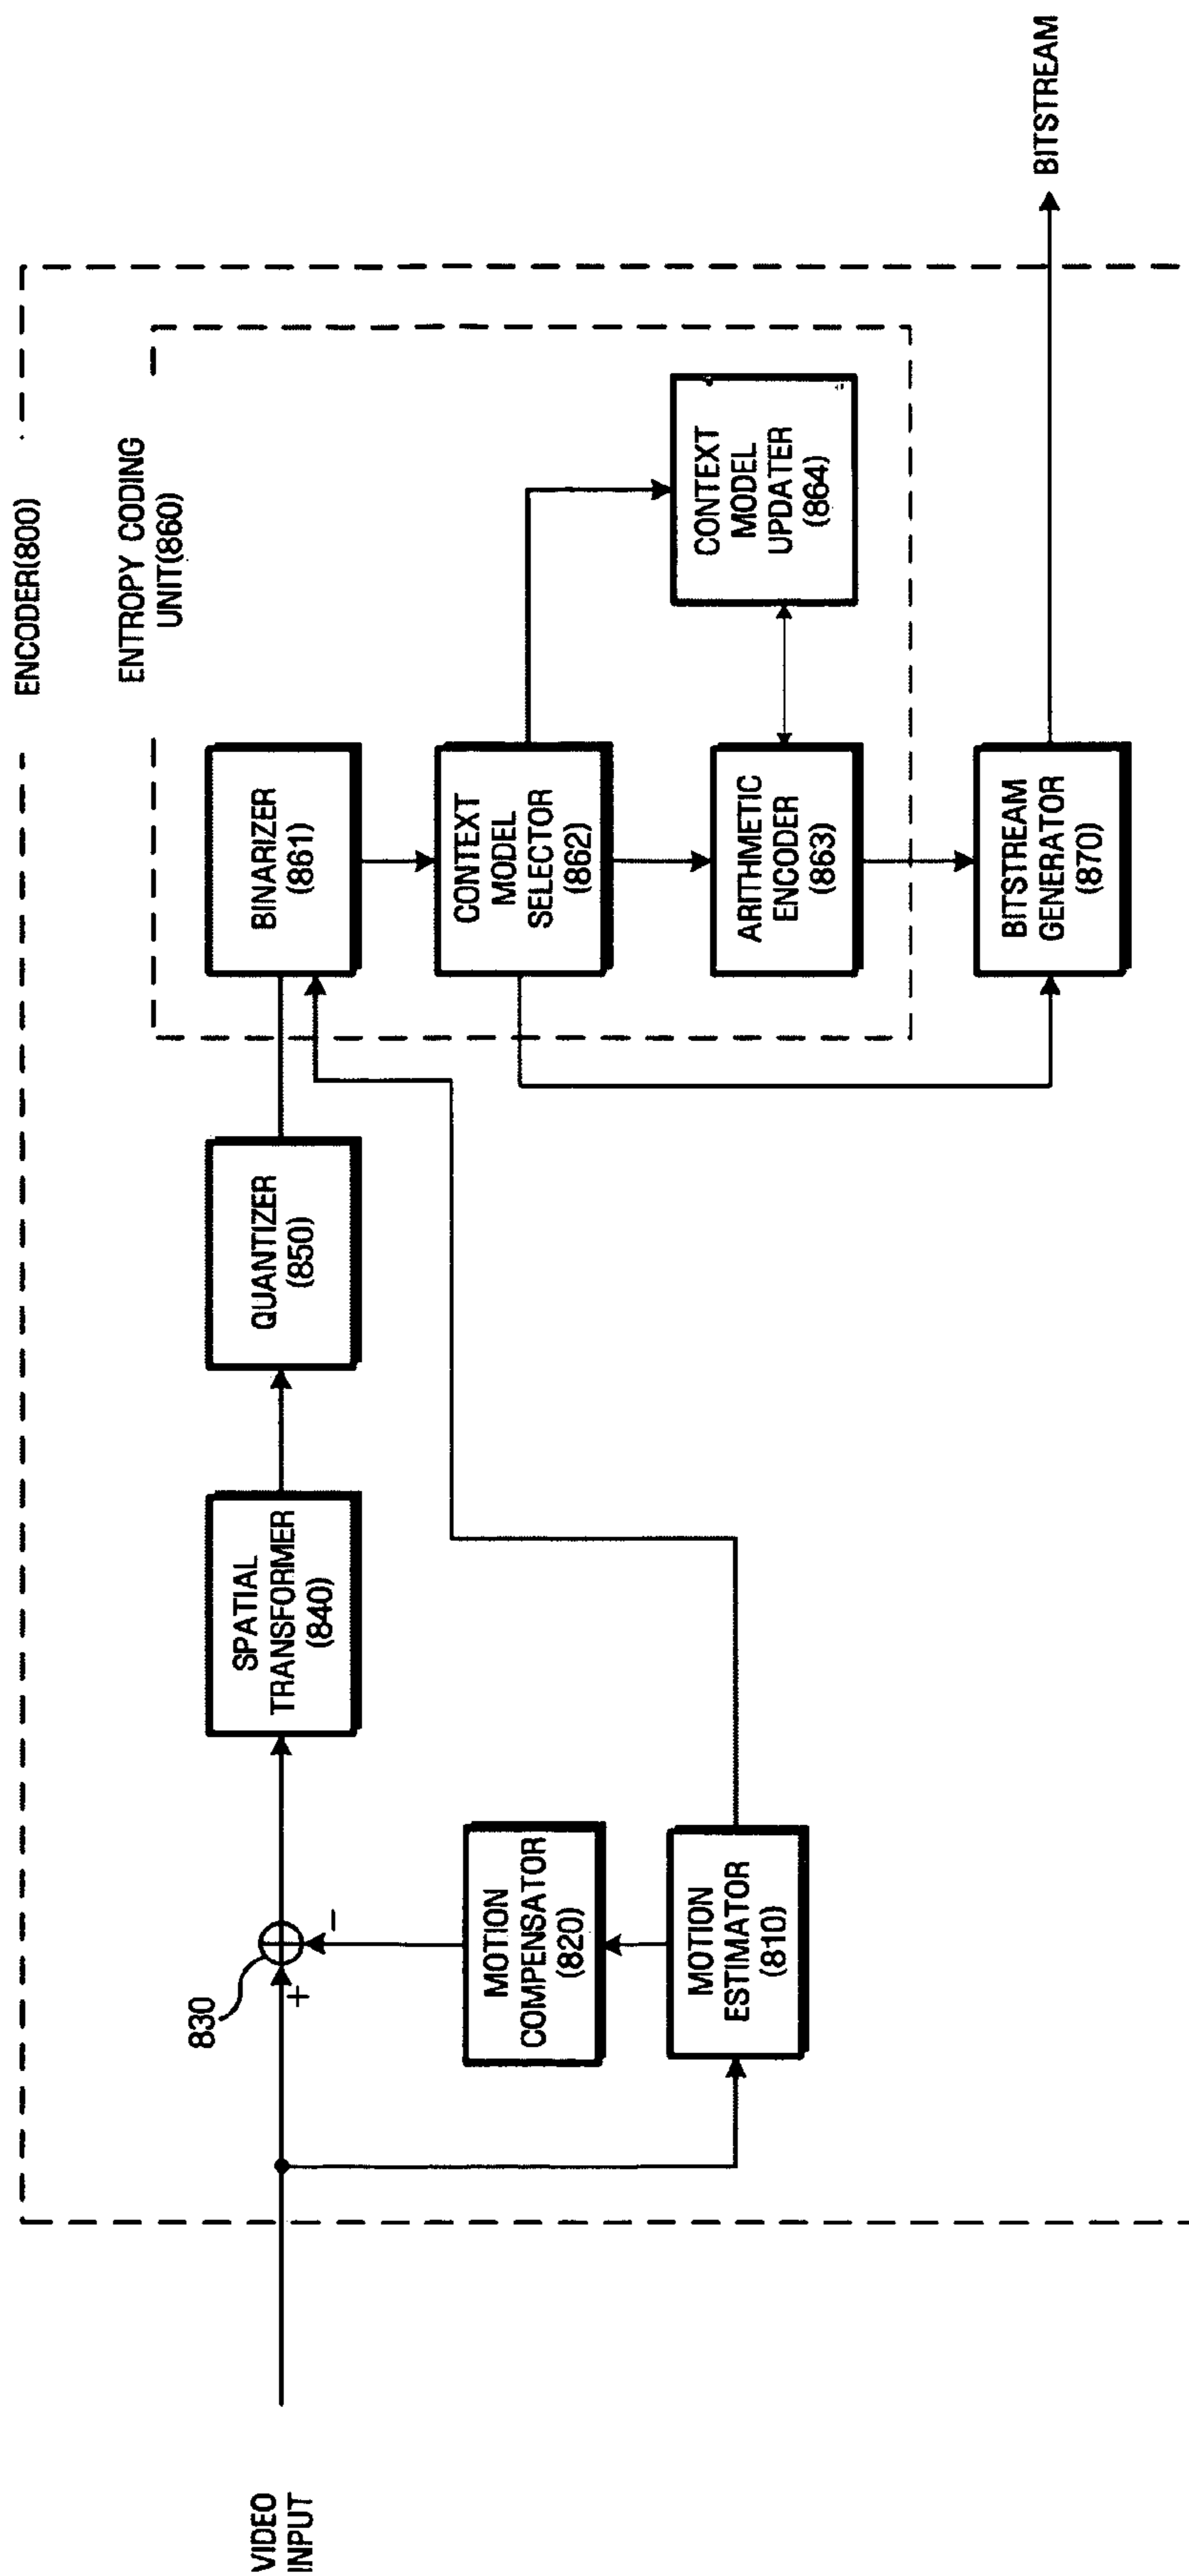 ENCODER(800)
ENTROPY CODING
UNIT(860)
VIDEO
INPUT
830
+
-
SPATIAL
TRANSFORMER
(840)
QUANTIZER
(850)
BINARIZER
(861)
MOTION
COMPENSATOR
(820)
MOTION
ESTIMATOR
(810)
CONTEXT
MODEL
SELECTOR
(862)
CONTEXT
MODEL
UPDATER
(864)
ARITHMETIC
ENCODER
(863)
BITSTREAM
GENERATOR
(870)
BITSTREAM